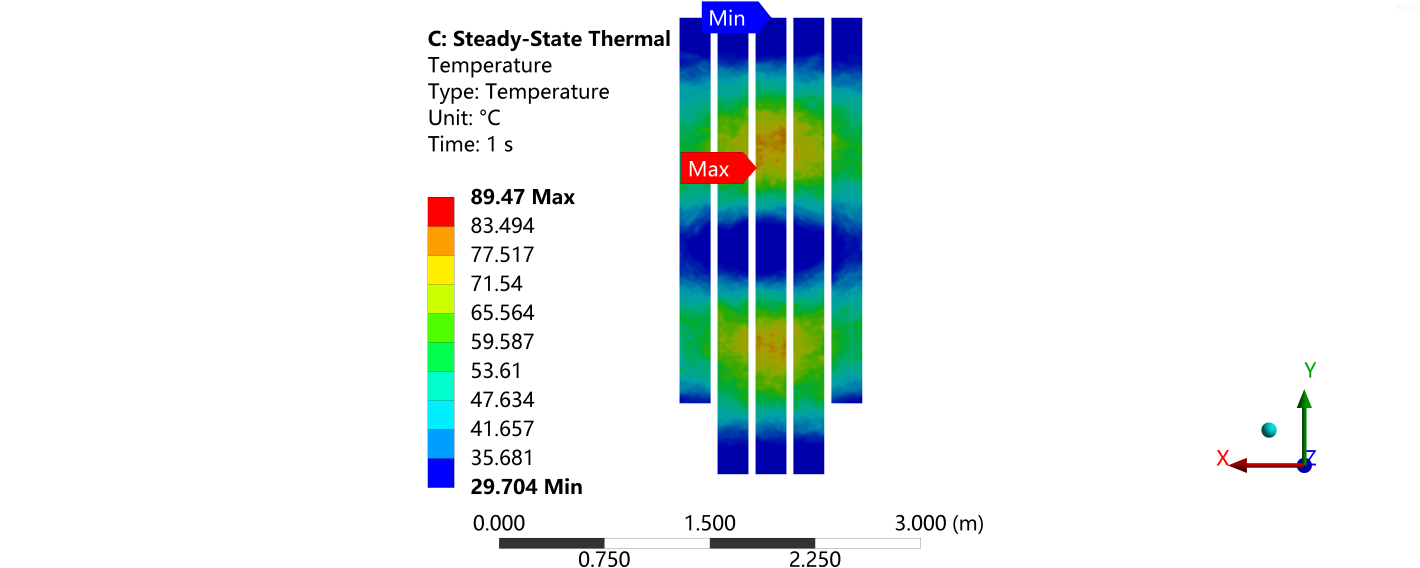 Min
C: Steady-State Thermal
Temperature
Type: Temperature
Unit: °C
Time: 1 s
Max
89.47 Max
83.494
77.517
71.54
65.564
59.587
53.61
47.634
41.657
35.681
29.704 Min
0.000 1.500 3.000 (m)
0.750 2.250
Y
X Z